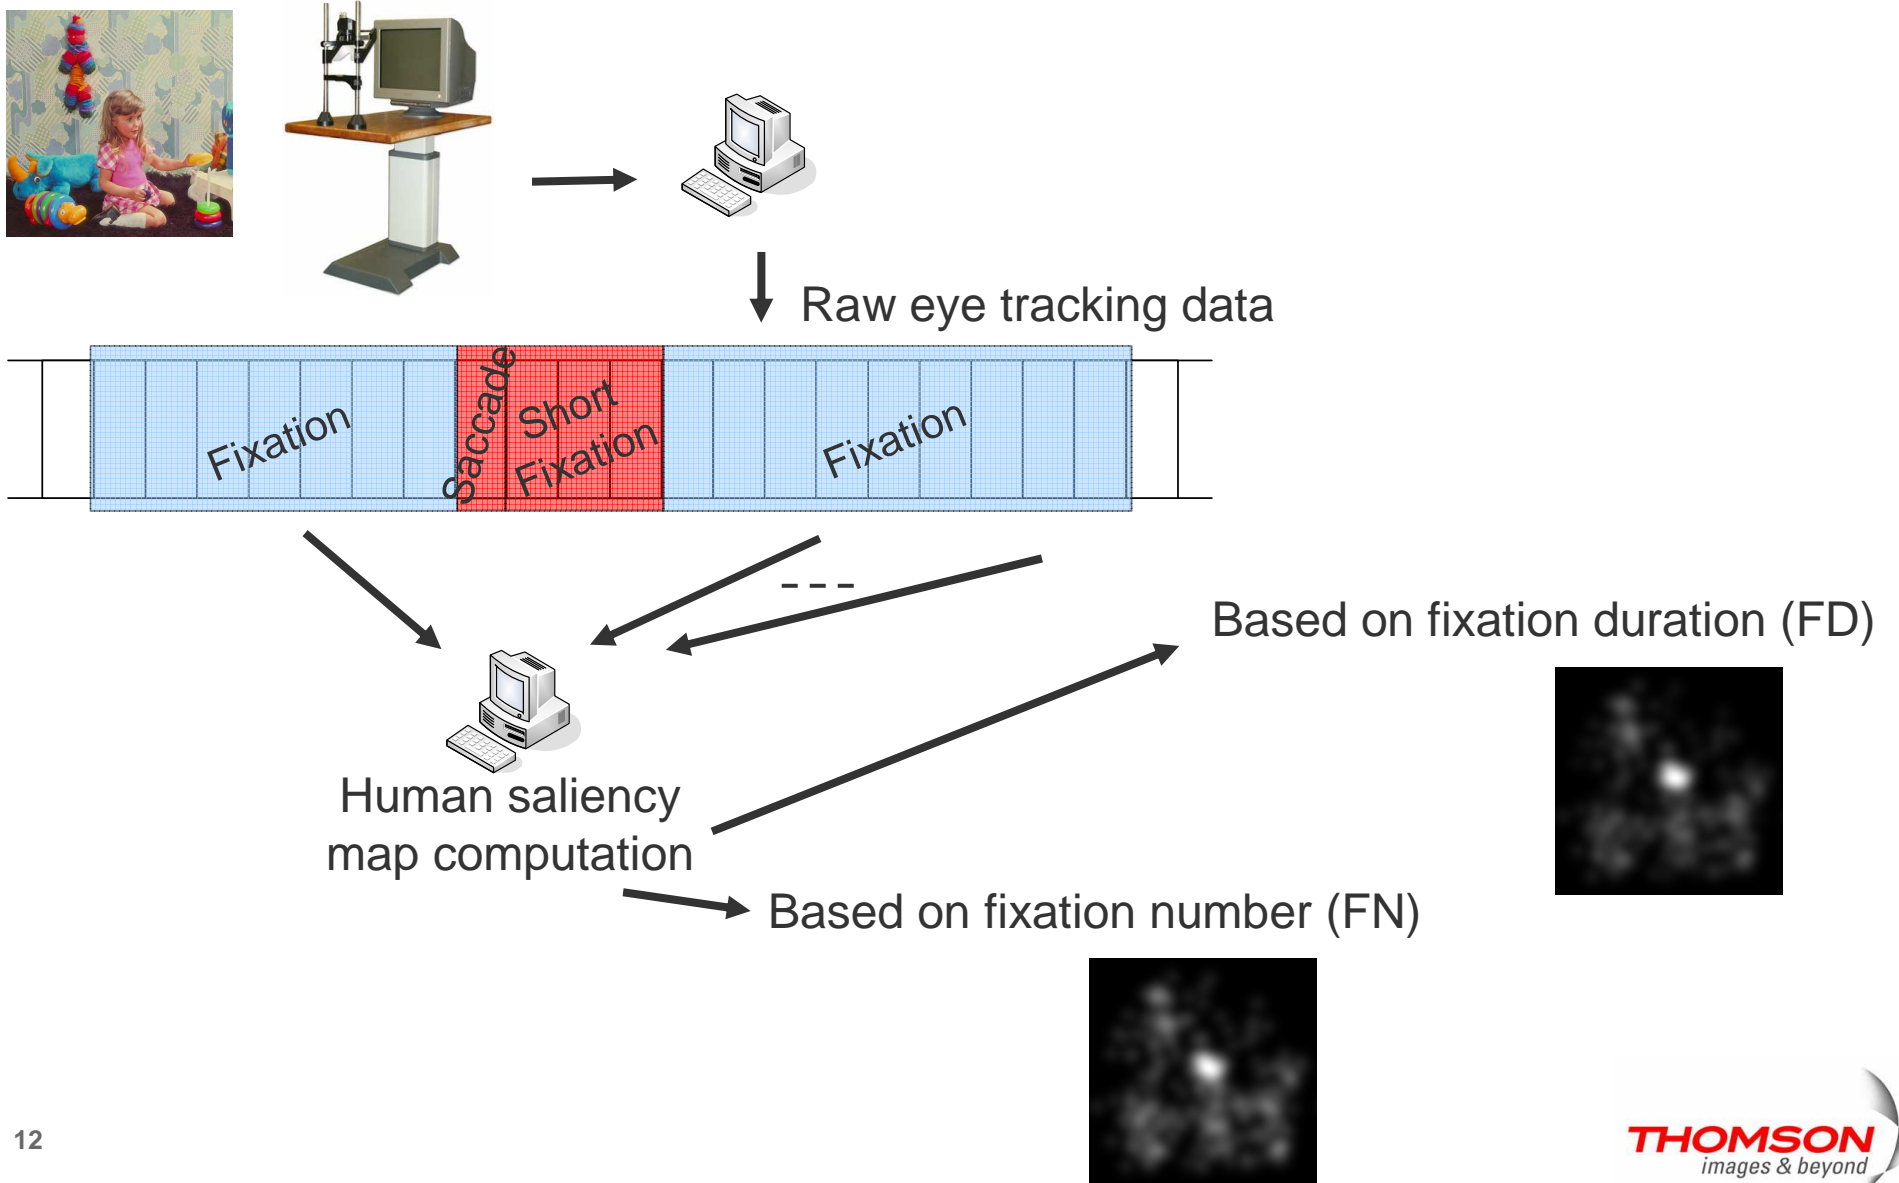 Raw eye tracking data
Fixation
Saccade
Short
Fixation
Fixation
- - -
Based on fixation duration (FD)
Human saliency
map computation
Based on fixation number (FN)
12
THOMSON
images & beyond